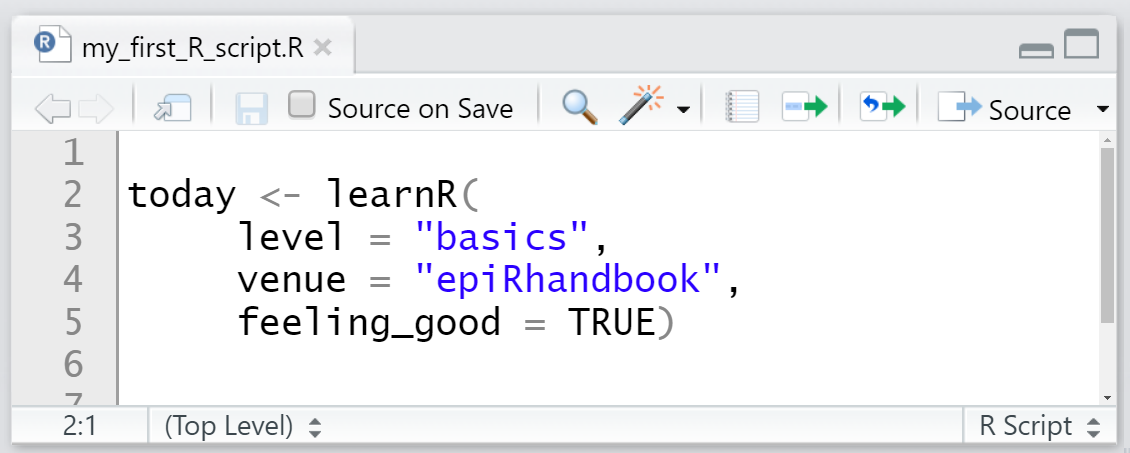 R my_first_R_script.R
Source on Save Source
1
2 today <- learnR(
3 level = "basics",
4 venue = "epiRhandbook",
5 feeling_good = TRUE)
6
7
2:1 (Top Level) R Script